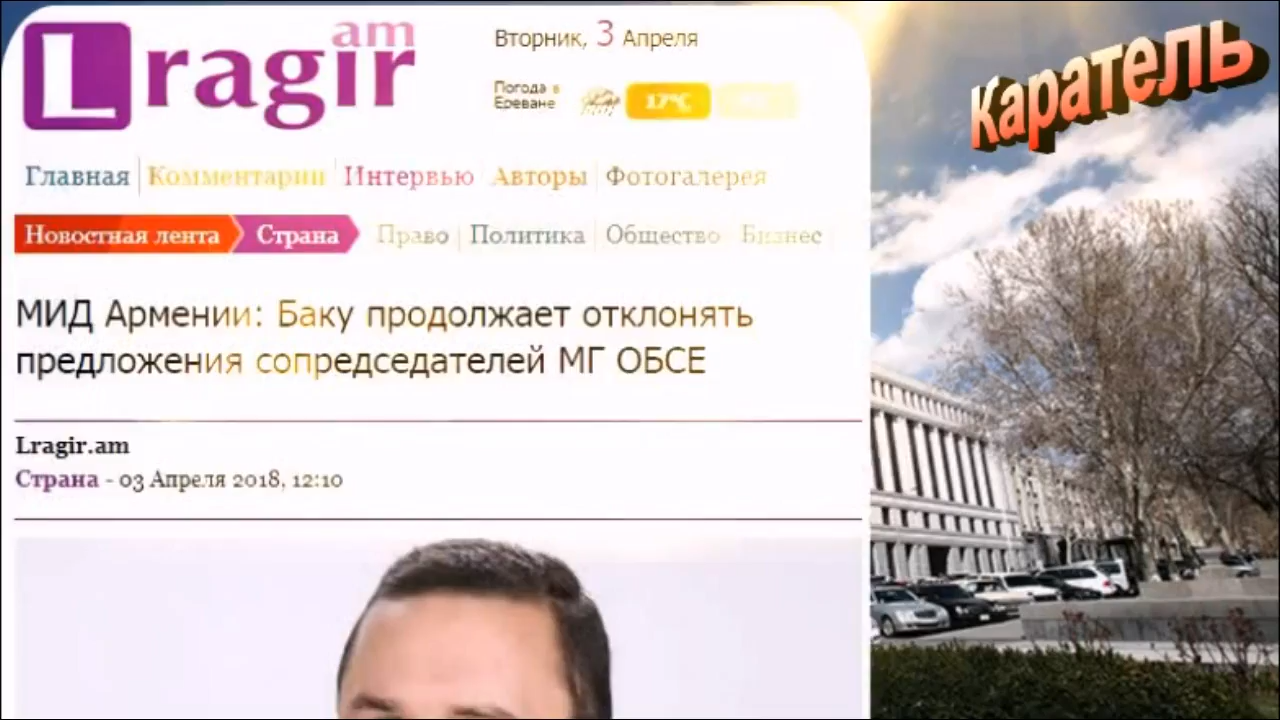 Lragir
am
Вторник, 3 Апреля
Погода в
Ереване
17°C
Каратель
Главная Комментарии Интервью Авторы Фотогалерея
Новостная лента Страна Право Политика Общество Бизнес
МИД Армении: Баку продолжает отклонять
предложения сопредседателей МГ ОБСЕ
Lragir.am
Страна - 03 Апреля 2018, 12:10